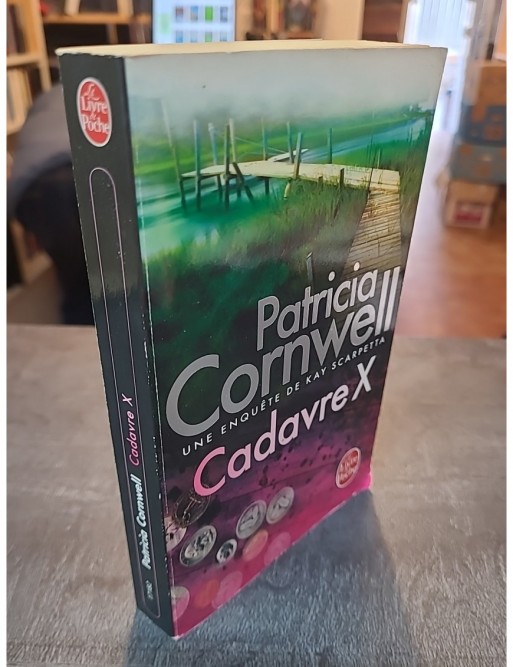 Le
Livre
de
Poche
Patricia Cornwell Cadavre X
Patricia
Cornwell
UNE ENQUÊTE DE KAY SCARPETTA
Cadavre X
Le
Livre
de
Poche